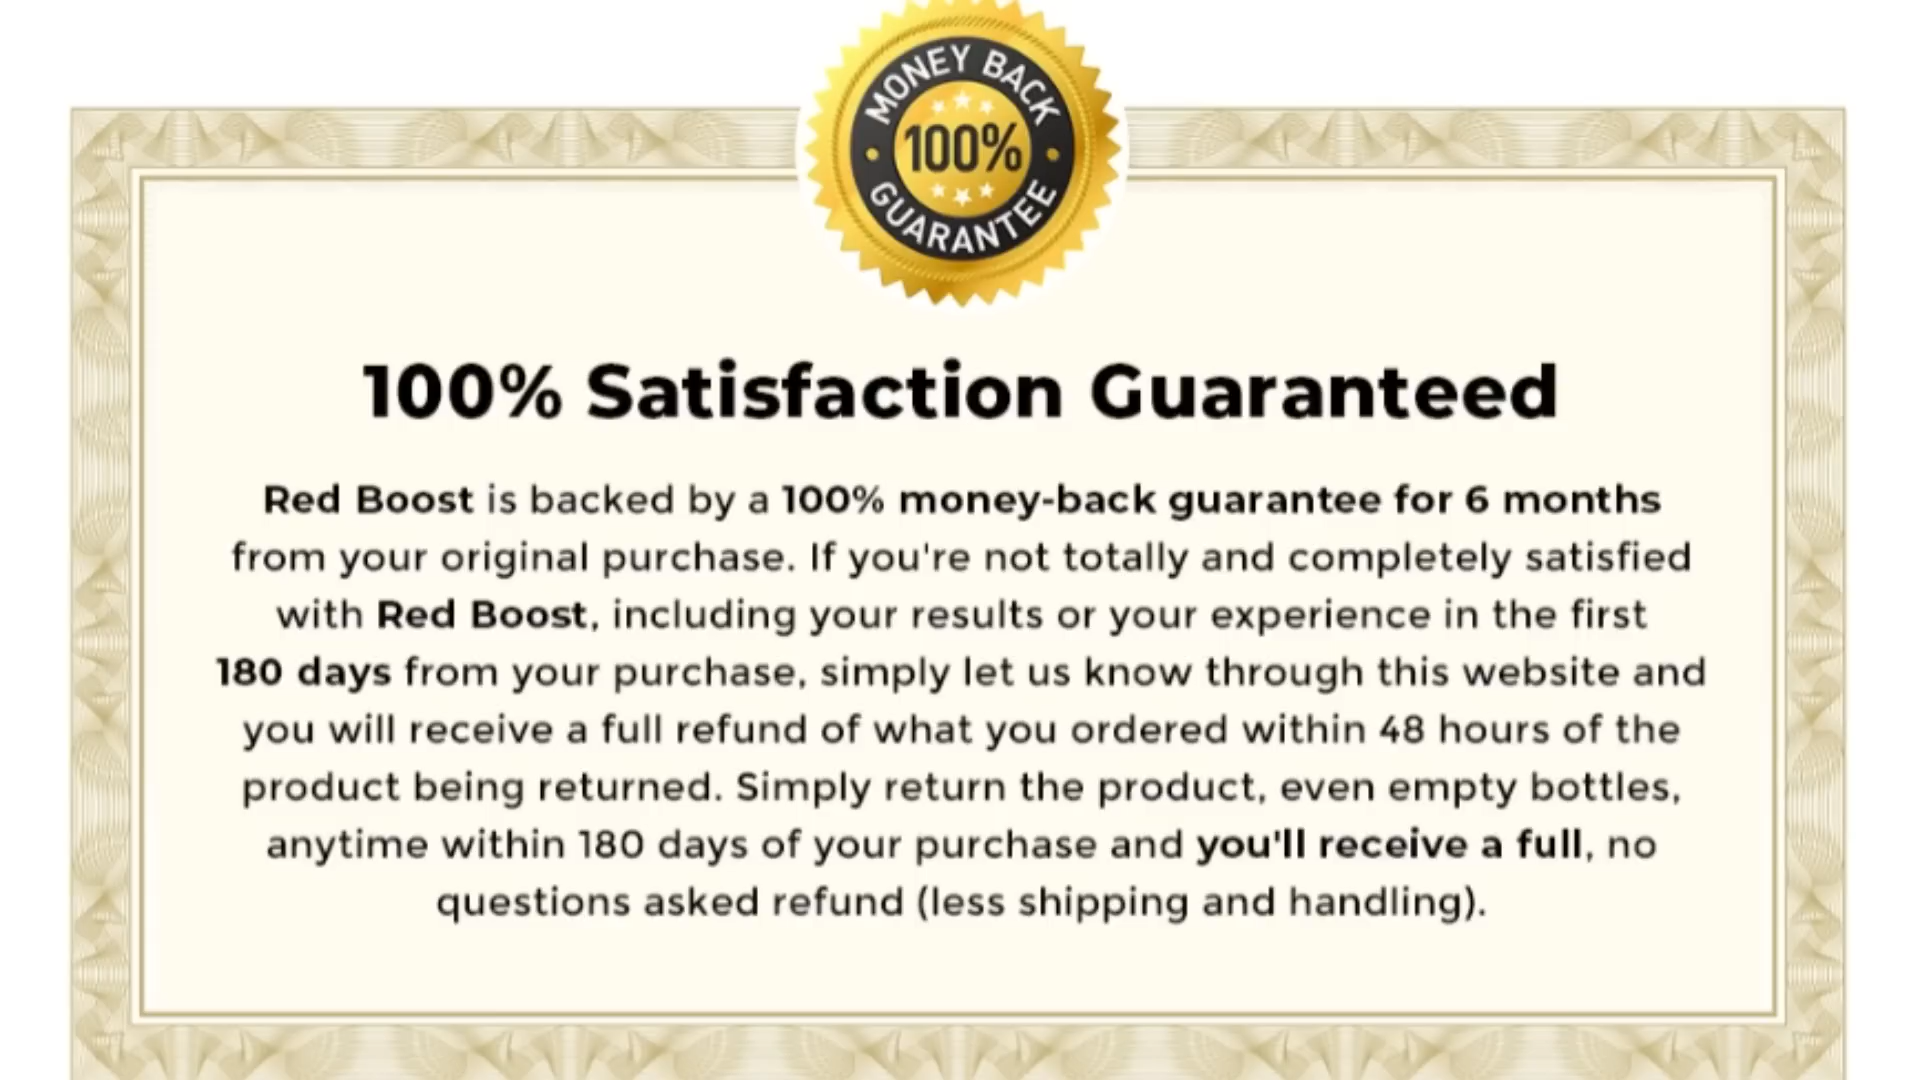 MONEY BACK
100%
GUARANTEE
100% Satisfaction Guaranteed
Red Boost is backed by a 100% money-back guarantee for 6 months
from your original purchase. If you're not totally and completely satisfied
with Red Boost, including your results or your experience in the first
180 days from your purchase, simply let us know through this website and
you will receive a full refund of what you ordered within 48 hours of the
product being returned. Simply return the product, even empty bottles,
anytime within 180 days of your purchase and you'll receive a full, no
questions asked refund (less shipping and handling).